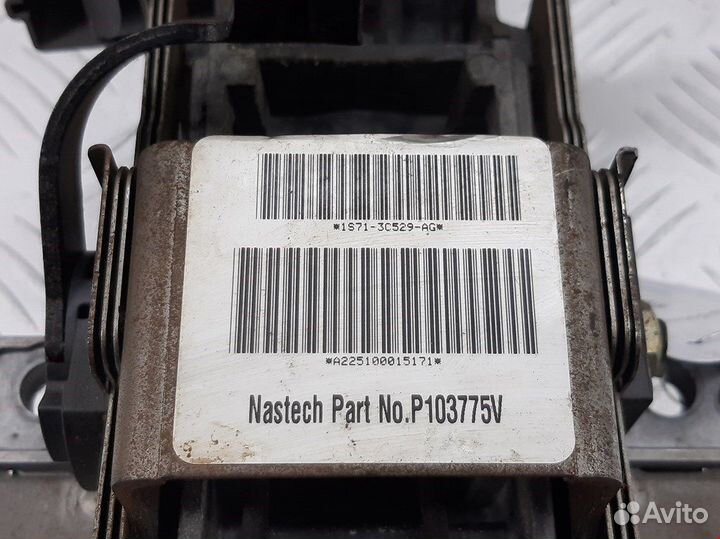 *1S71-3C529-AG*
*A225100015171*
Nastech Part No.P103775V
Avito